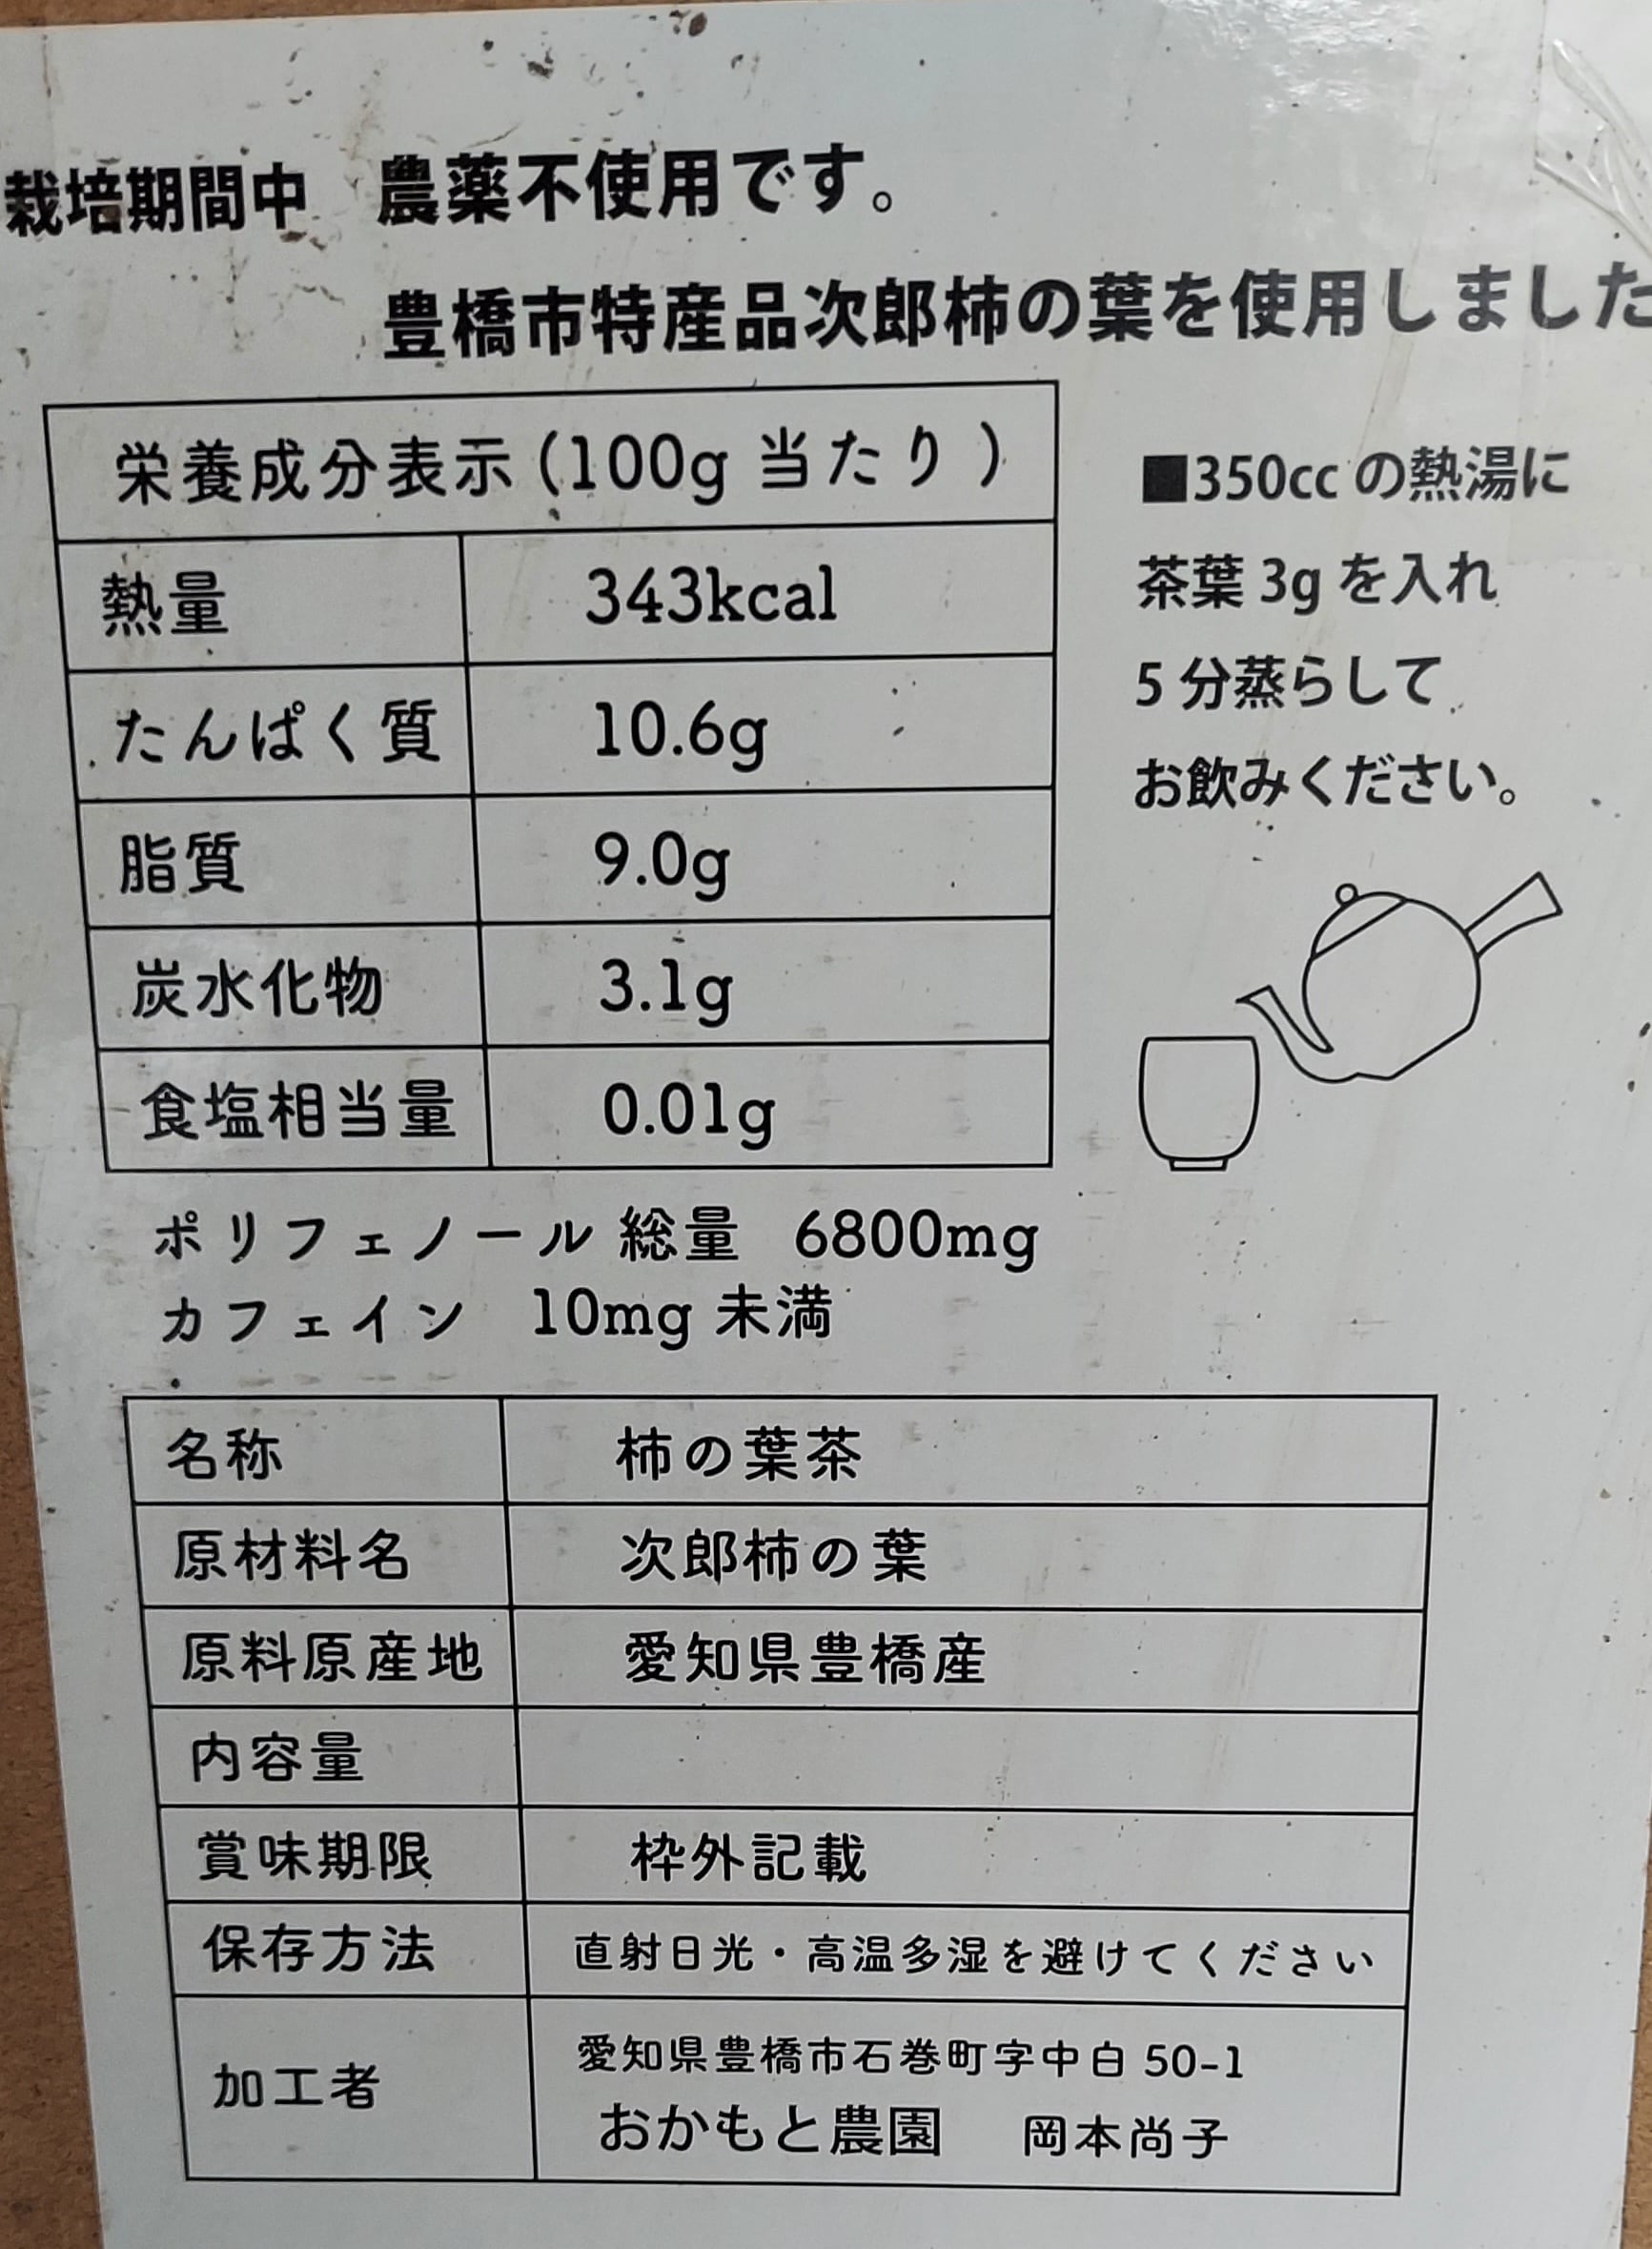 栽培期間中　農薬不使用です。
豊橋市特産品次郎柿の葉を使用しました
栄養成分表示(100g 当たり)
熱量 343kcal
たんぱく質 10.6g
脂質 9.0g
炭水化物 3.1g
食塩相当量 0.01g
ポリフェノール総量 6800mg
カフェイン 10mg 未満
■350cc の熱湯に
茶葉 3g を入れ
5 分蒸らして
お飲みください。
名称 柿の葉茶
原材料名 次郎柿の葉
原料原産地 愛知県豊橋産
内容量
賞味期限 枠外記載
保存方法 直射日光・高温多湿を避けてください
加工者 愛知県豊橋市石巻町字中白 50-1
おかもと農園　岡本尚子